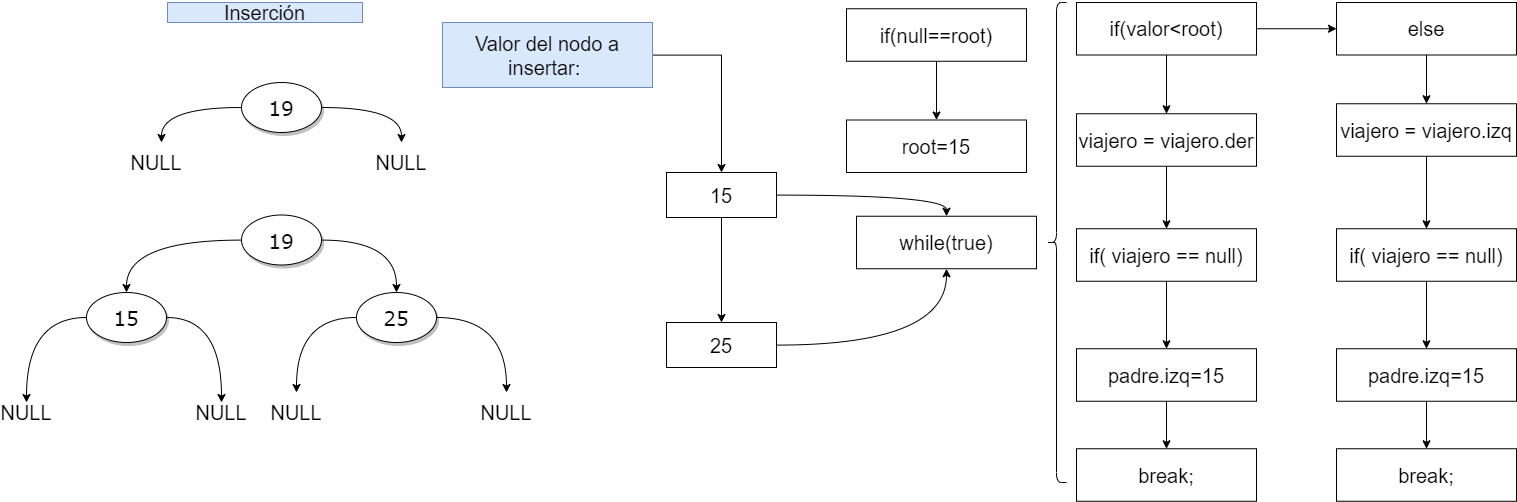 Inserción
19
NULL
NULL
19
15
25
NULL
NULL
NULL
NULL
Valor del nodo a
insertar:
15
25
if(null==root)
root=15
while(true)
if(valor<root)
viajero = viajero.der
if( viajero == null)
padre.izq=15
break;
else
viajero = viajero.izq
if( viajero == null)
padre.izq=15
break;